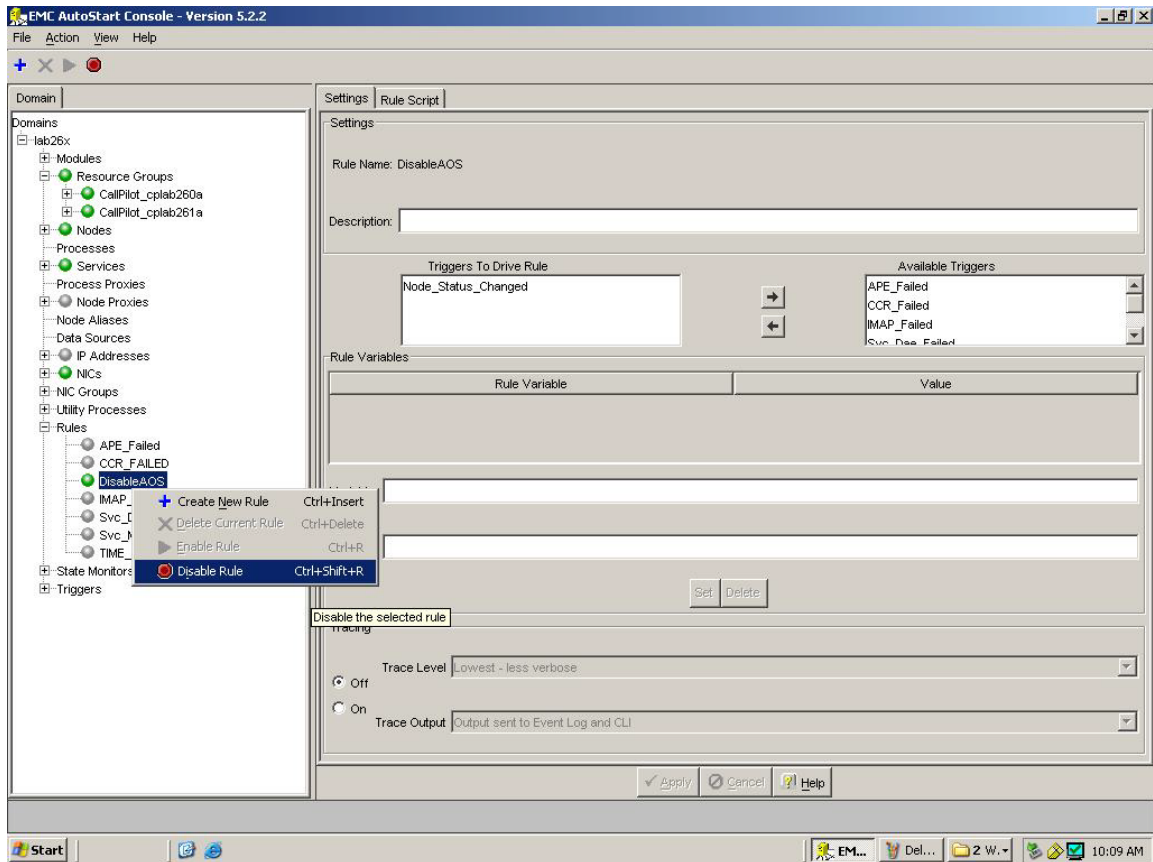 EMC AutoStart Console - Version 5.2.2
File Action View Help
Domain
Domains
lab26x
Modules
Resource Groups
CallPilot_cplab260a
CallPilot_cplab261a
Nodes
Processes
Services
Process Proxies
Node Proxies
Node Aliases
Data Sources
IP Addresses
NICs
NIC Groups
Utility Processes
Rules
APE_Failed
CCR_FAILED
DisableAOS
IMAP_
Svc_
Svc_
TIME_
State Monitors
Triggers
Create New Rule Ctrl+Insert
Delete Current Rule Ctrl+Delete
Enable Rule Ctrl+R
Disable Rule Ctrl+Shift+R
Disable the selected rule
Settings Rule Script
Settings
Rule Name: DisableAOS
Description:
Triggers To Drive Rule
Node_Status_Changed
Available Triggers
APE_Failed
CCR_Failed
IMAP_Failed
Svc_Dae_Failed
Rule Variables
Rule Variable Value
Set Delete
Tracing
Trace Level Lowest - less verbose
Off
On
Trace Output Output sent to Event Log and CLI
Apply Cancel Help
Start EM... Del... 2 W. 10:09 AM